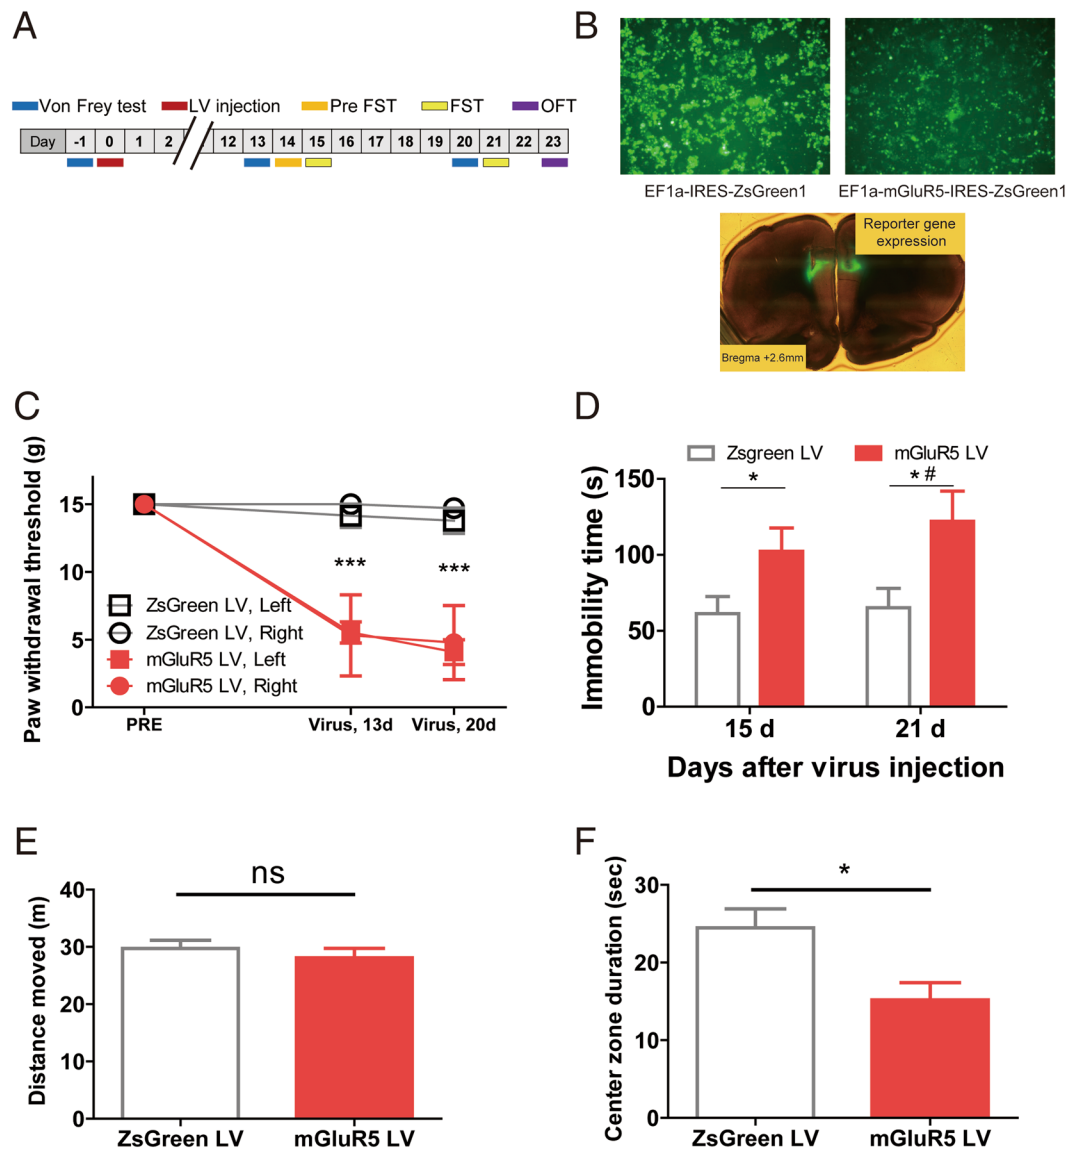 A
Von Frey test LV injection Pre FST FST OFT
Day -1 0 1 2 12 13 14 15 16 17 18 19 20 21 22 23
B
EF1a-IRES-ZsGreen1 EF1a-mGluR5-IRES-ZsGreen1
Reporter gene
expression
Bregma +2.6mm
C
Paw withdrawal threshold (g)
15
10
5
0
***
***
ZsGreen LV, Left
ZsGreen LV, Right
mGluR5 LV, Left
mGluR5 LV, Right
PRE Virus, 13d Virus, 20d
D
Zsgreen LV mGluR5 LV
Immobility time (s)
150
100
50
0
*
* #
15 d 21 d
Days after virus injection
E
ns
Distance moved (m)
40
30
20
10
0
ZsGreen LV mGluR5 LV
F
*
Center zone duration (sec)
30
20
10
0
ZsGreen LV mGluR5 LV